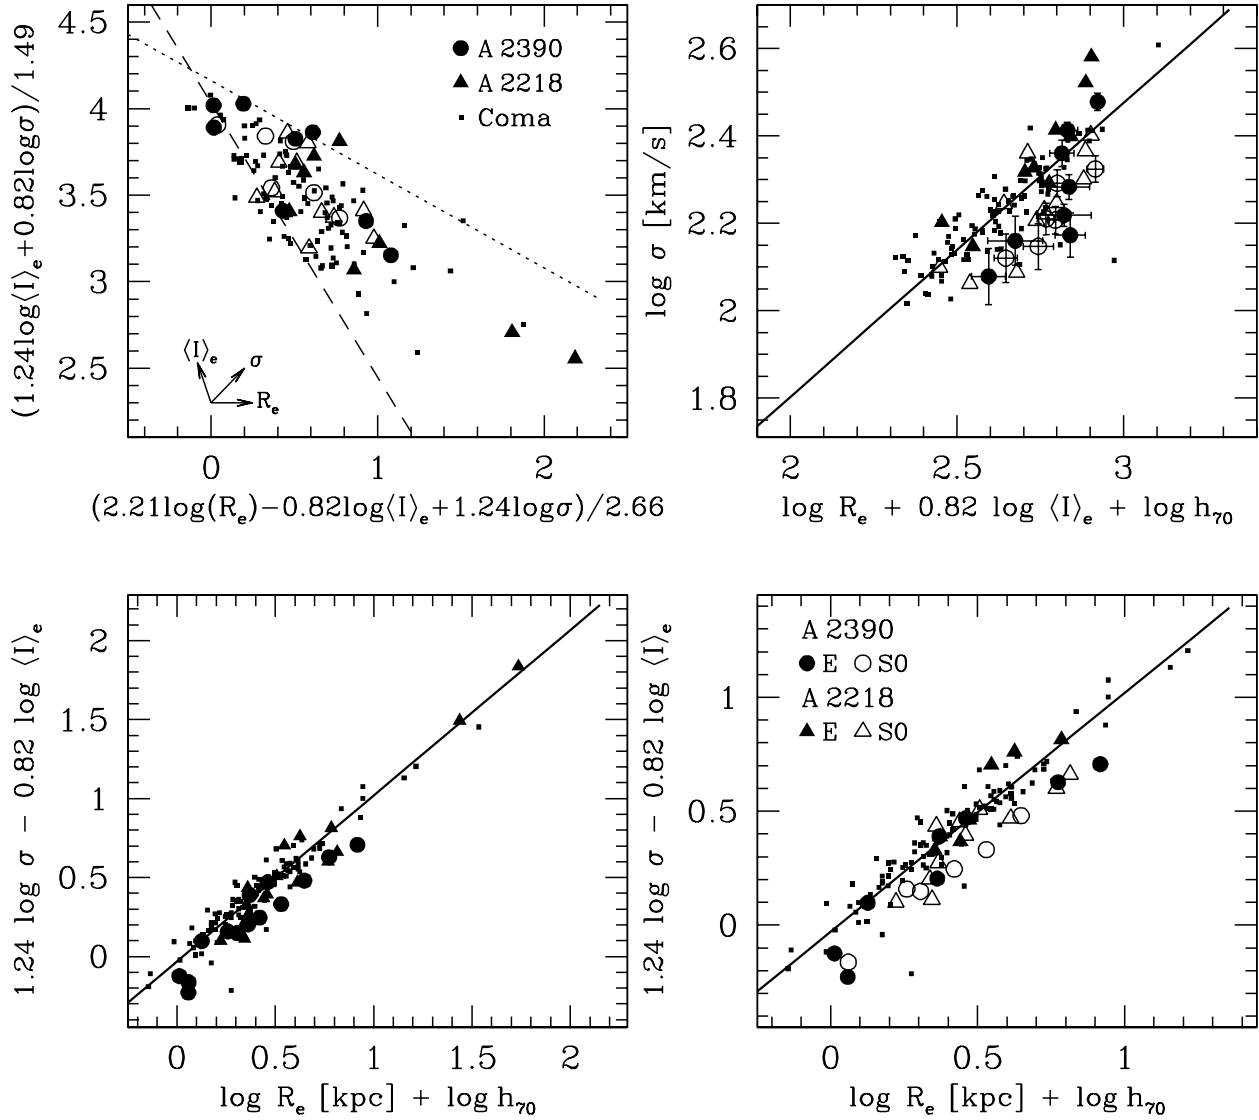 (1.24log⟨I⟩e+0.82logσ)/1.49
4.5
4
3.5
3
2.5
A 2390
A 2218
Coma
⟨I⟩e
σ
Re
0
1
2
(2.21log(Re)−0.82log⟨I⟩e+1.24logσ)/2.66
log σ [km/s]
2.6
2.4
2.2
2
1.8
2
2.5
3
log Re + 0.82 log ⟨I⟩e + log h70
1.24 log σ − 0.82 log ⟨I⟩e
2
1.5
1
0.5
0
0
0.5
1
1.5
2
log Re [kpc] + log h70
1.24 log σ − 0.82 log ⟨I⟩e
1
0.5
0
A 2390
E S0
A 2218
E S0
0
0.5
1
log Re [kpc] + log h70